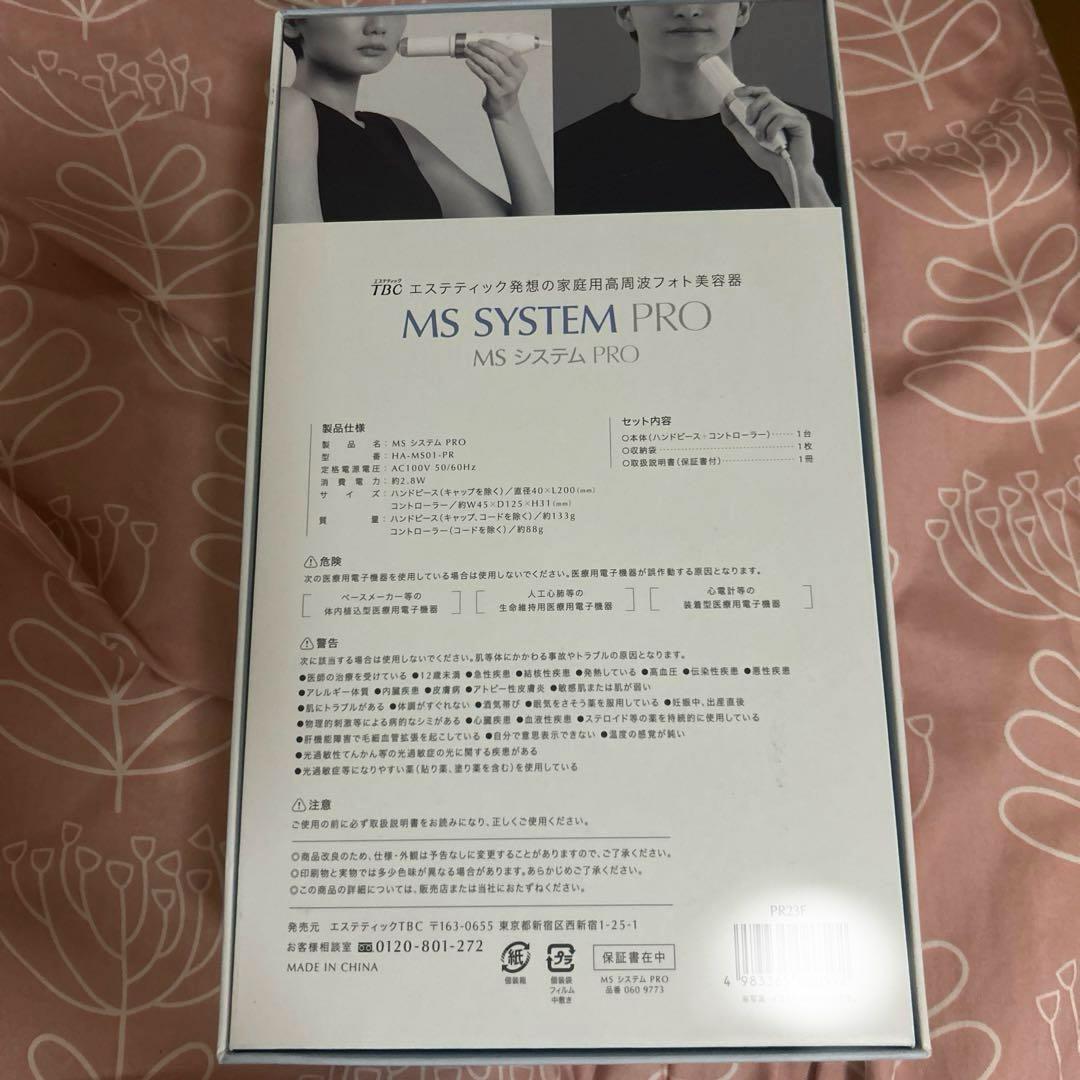 エステティック
TBC エステティック発想の家庭用高周波フォト美容器
MS SYSTEM PRO
MS システム PRO
製品仕様
製品名：MS システム PRO
型番：HA-MS01-PR
定格電源電圧：AC100V 50/60Hz
消費電力：約2.8W
サイズ：ハンドピース（キャップを除く）／直径40×L200(mm)
コントローラー／約W45×D125×H31(mm)
質量：ハンドピース（キャップ、コードを除く）／約133g
コントローラー（コードを除く）／約88g
セット内容
○本体（ハンドピース・コントローラー）……1台
○収納袋……1枚
○取扱説明書（保証書付）……1冊
⚠危険
次の医療用電子機器を使用している場合は使用しないでください。医療用電子機器が誤作動する原因となります。
ペースメーカー等の
体内植込型医療用電子機器
人工心肺等の
生命維持用医療用電子機器
心電計等の
装着型医療用電子機器
⚠警告
次に該当する場合は使用しないでください。肌等体にかかわる事故やトラブルの原因となります。
●医師の治療を受けている ●12歳未満 ●急性疾患 ●結核性疾患 ●発熱している ●高血圧 ●伝染性疾患 ●悪性疾患
●アレルギー体質 ●内臓疾患 ●皮膚病 ●アトピー性皮膚炎 ●敏感肌または肌が弱い
●肌にトラブルがある ●体調がすぐれない ●酒気帯び ●眠気をさそう薬を服用している ●妊娠中、出産直後
●物理的刺激等による病的なシミがある ●心臓疾患 ●血液性疾患 ●ステロイド等の薬を持続的に使用している
●肝機能障害で毛細血管拡張を起こしている ●自分で意思表示できない ●温度の感覚が鈍い
●光過敏性てんかん等の光過敏症の光に関する疾患がある
●光過敏症等になりやすい薬（貼り薬、塗り薬を含む）を使用している
⚠注意
ご使用の前に必ず取扱説明書をお読みになり、正しくご使用ください。
◎商品改良のため、仕様・外観は予告なしに変更することがありますので、ご了承ください。
◎印刷物と実物では多少色味が異なる場合があります。あらかじめご了承ください。
◎この商品の詳細については、販売店または当社におたずねください。
発売元 エステティックTBC 〒163-0655 東京都新宿区西新宿1-25-1
お客様相談室 0120-801-272
MADE IN CHINA
紙
個装箱
プラ
個装袋
フィルム
中敷き
保証書在中
MS システム PRO
品番 060 9773
PR23F
4 9833